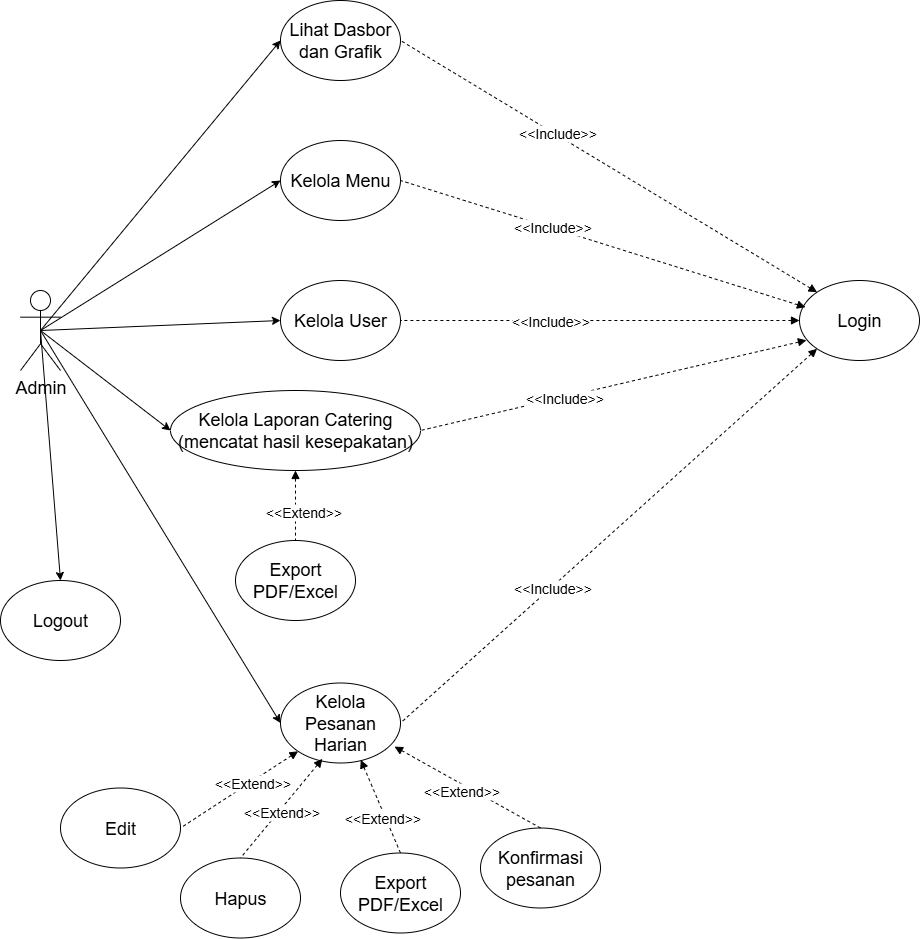 Lihat Dasbor
dan Grafik
<<Include>>
Kelola Menu
<<Include>>
Kelola User
<<Include>>
Login
Admin
Kelola Laporan Catering
(mencatat hasil kesepakatan)
<<Include>>
<<Extend>>
Export
PDF/Excel
<<Include>>
Logout
Kelola
Pesanan
Harian
<<Extend>>
<<Extend>>
<<Extend>>
<<Extend>>
Edit
Hapus
Export
PDF/Excel
Konfirmasi
pesanan